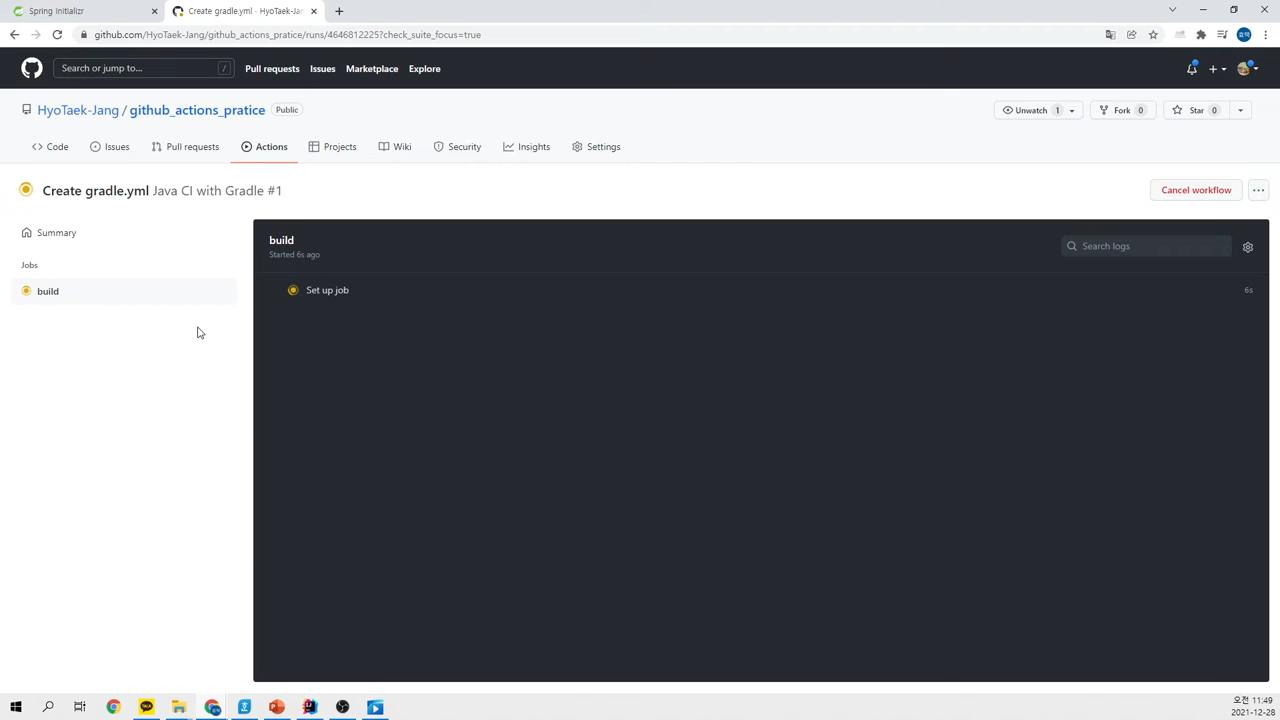 Spring Initializr
Create gradle.yml · HyoTaek-Jan
github.com/HyoTaek-Jang/github_actions_pratice/runs/4646812225?check_suite_focus=true
효택
Search or jump to...
/
Pull requests
Issues
Marketplace
Explore
HyoTaek-Jang / github_actions_pratice
Public
Unwatch 1
Fork 0
Star 0
Code
Issues
Pull requests
Actions
Projects
Wiki
Security
Insights
Settings
Create gradle.yml Java CI with Gradle #1
Cancel workflow
Summary
Jobs
build
build
Started 6s ago
Search logs
Set up job
6s
TALK
오전 11:49
2021-12-28